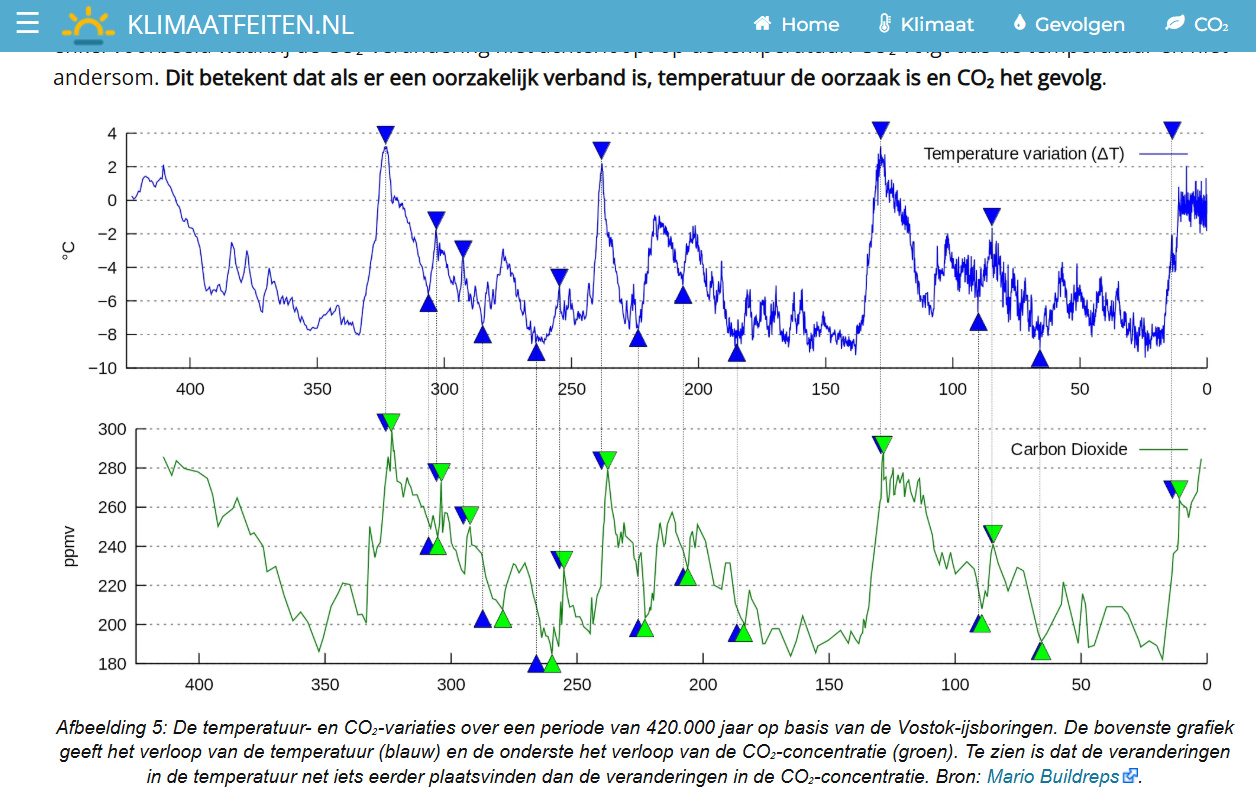 KLIMAATFEITEN.NL
Home
Klimaat
Gevolgen
CO₂
andersom. Dit betekent dat als er een oorzakelijk verband is, temperatuur de oorzaak is en CO₂ het gevolg.
4
2
0
−2
−4
−6
−8
−10
°C
Temperature variation (ΔT)
400 350 300 250 200 150 100 50 0
300
280
260
240
220
200
180
ppmv
Carbon Dioxide
400 350 300 250 200 150 100 50 0
Afbeelding 5: De temperatuur- en CO₂-variaties over een periode van 420.000 jaar op basis van de Vostok-ijsboringen. De bovenste grafiek
geeft het verloop van de temperatuur (blauw) en de onderste het verloop van de CO₂-concentratie (groen). Te zien is dat de veranderingen
in de temperatuur net iets eerder plaatsvinden dan de veranderingen in de CO₂-concentratie. Bron: Mario Buildreps.